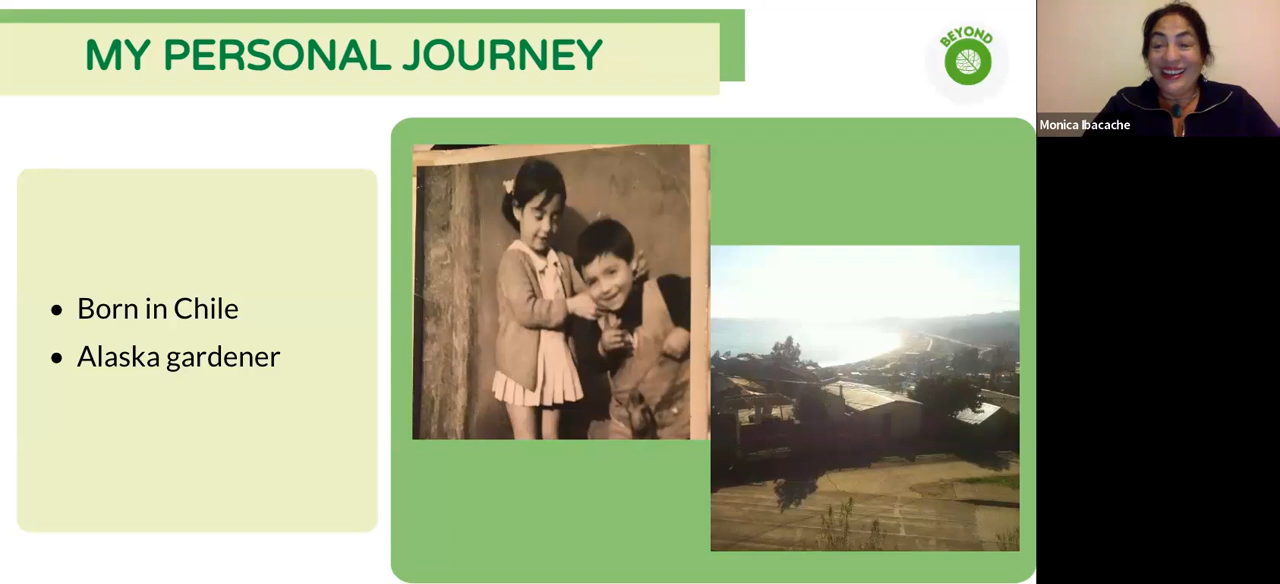 MY PERSONAL JOURNEY
BEYOND
Monica Ibacache
• Born in Chile
• Alaska gardener